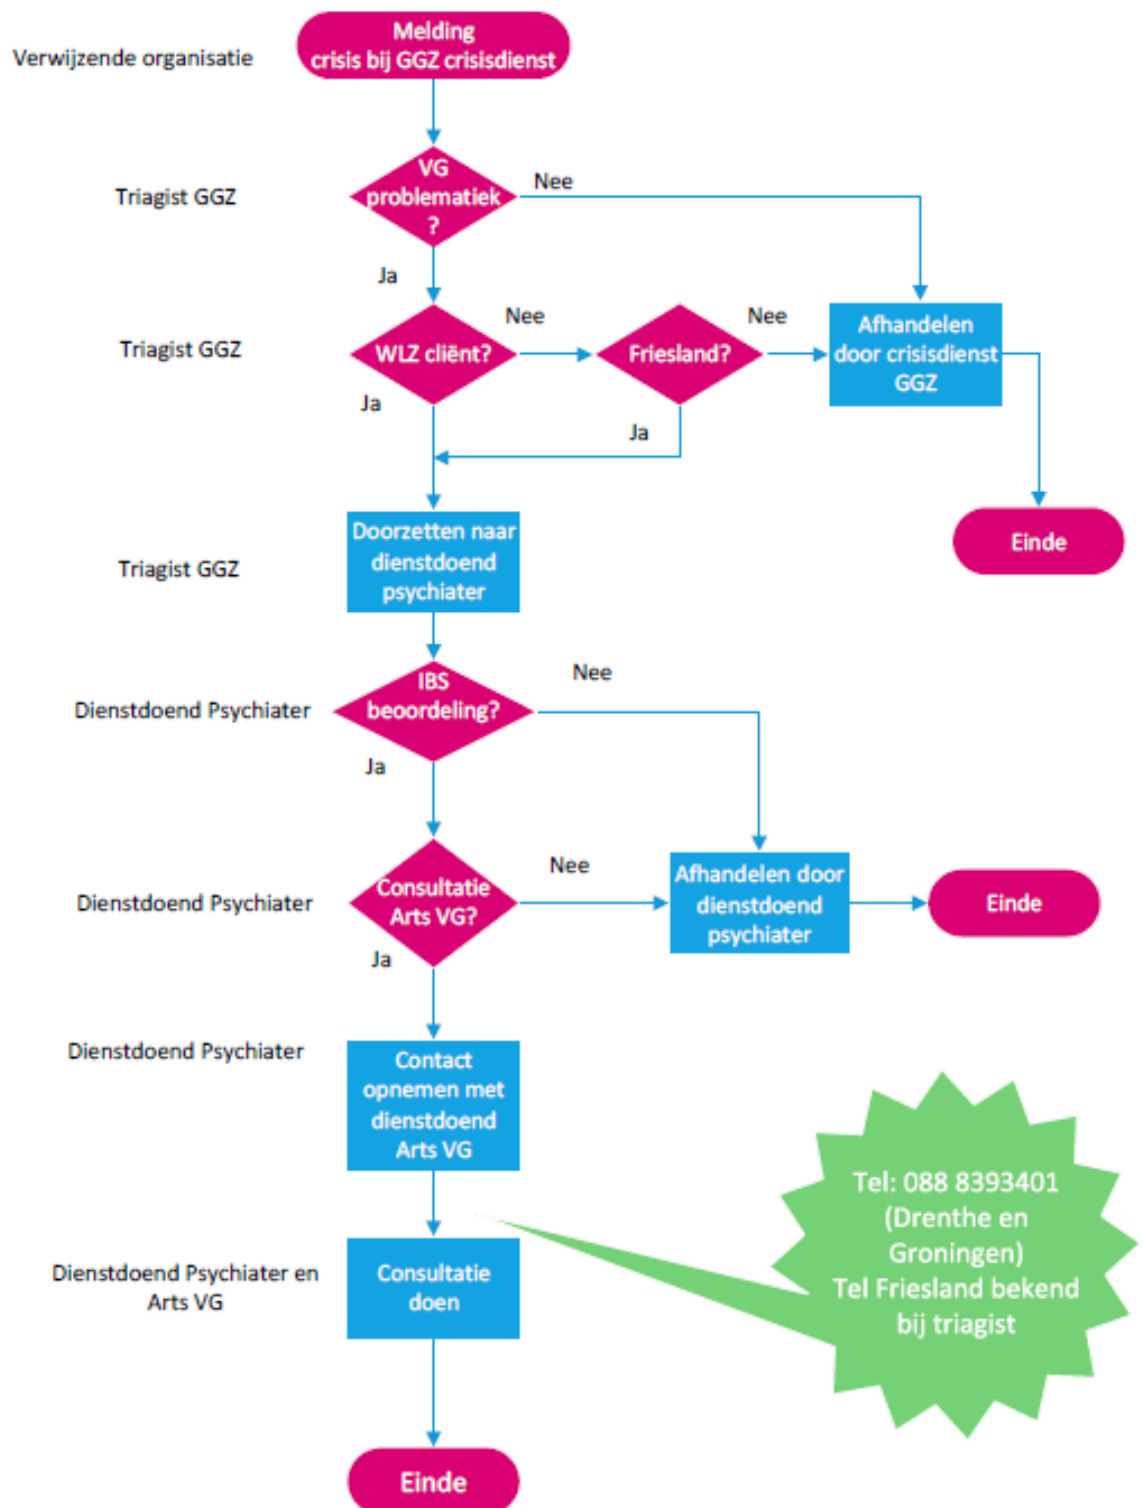 Melding
crisis bij GGZ crisisdienst
Verwijzende organisatie
VG
problematiek
?
Nee
Triagist GGZ
Ja
Triagist GGZ
WLZ cliënt?
Nee
Friesland?
Nee
Afhandelen
door crisisdienst
GGZ
Ja
Ja
Einde
Triagist GGZ
Doorzetten naar
dienstdoend
psychiater
Dienstdoend Psychiater
IBS
beoordeling?
Nee
Ja
Dienstdoend Psychiater
Consultatie
Arts VG?
Nee
Afhandelen door
dienstdoend
psychiater
Einde
Ja
Dienstdoend Psychiater
Contact
opnemen met
dienstdoend
Arts VG
Tel: 088 8393401
(Drenthe en
Groningen)
Tel Friesland bekend
bij triagist
Dienstdoend Psychiater en
Arts VG
Consultatie
doen
Einde